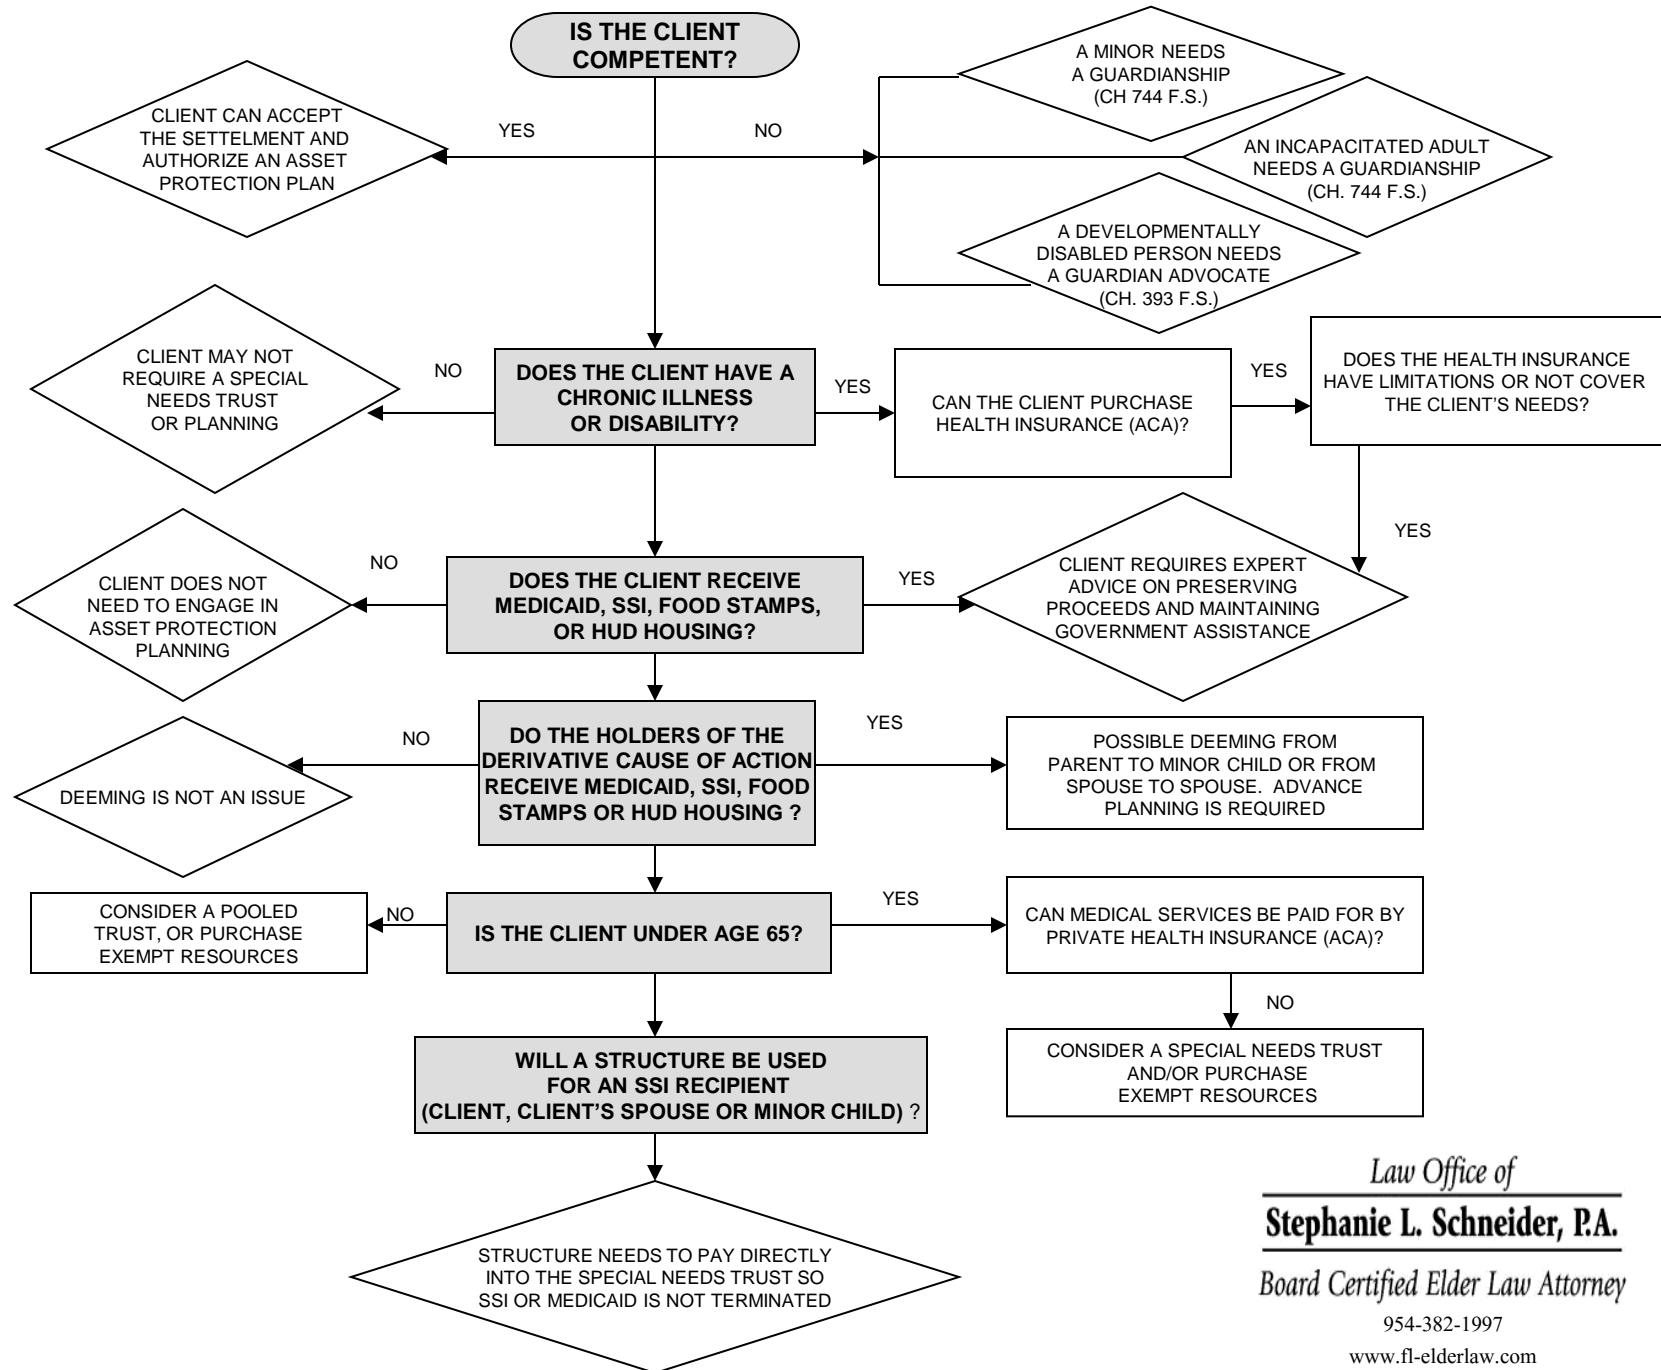 IS THE CLIENT
COMPETENT?
CLIENT CAN ACCEPT
THE SETTELMENT AND
AUTHORIZE AN ASSET
PROTECTION PLAN
YES
NO
A MINOR NEEDS
A GUARDIANSHIP
(CH 744 F.S.)
AN INCAPACITATED ADULT
NEEDS A GUARDIANSHIP
(CH. 744 F.S.)
A DEVELOPMENTALLY
DISABLED PERSON NEEDS
A GUARDIAN ADVOCATE
(CH. 393 F.S.)
CLIENT MAY NOT
REQUIRE A SPECIAL
NEEDS TRUST
OR PLANNING
NO
DOES THE CLIENT HAVE A
CHRONIC ILLNESS
OR DISABILITY?
YES
CAN THE CLIENT PURCHASE
HEALTH INSURANCE (ACA)?
YES
DOES THE HEALTH INSURANCE
HAVE LIMITATIONS OR NOT COVER
THE CLIENT’S NEEDS?
YES
CLIENT DOES NOT
NEED TO ENGAGE IN
ASSET PROTECTION
PLANNING
NO
DOES THE CLIENT RECEIVE
MEDICAID, SSI, FOOD STAMPS,
OR HUD HOUSING?
YES
CLIENT REQUIRES EXPERT
ADVICE ON PRESERVING
PROCEEDS AND MAINTAINING
GOVERNMENT ASSISTANCE
DEEMING IS NOT AN ISSUE
NO
DO THE HOLDERS OF THE
DERIVATIVE CAUSE OF ACTION
RECEIVE MEDICAID, SSI, FOOD
STAMPS OR HUD HOUSING ?
YES
POSSIBLE DEEMING FROM
PARENT TO MINOR CHILD OR FROM
SPOUSE TO SPOUSE. ADVANCE
PLANNING IS REQUIRED
CONSIDER A POOLED
TRUST, OR PURCHASE
EXEMPT RESOURCES
NO
IS THE CLIENT UNDER AGE 65?
YES
CAN MEDICAL SERVICES BE PAID FOR BY
PRIVATE HEALTH INSURANCE (ACA)?
NO
CONSIDER A SPECIAL NEEDS TRUST
AND/OR PURCHASE
EXEMPT RESOURCES
WILL A STRUCTURE BE USED
FOR AN SSI RECIPIENT
(CLIENT, CLIENT’S SPOUSE OR MINOR CHILD) ?
STRUCTURE NEEDS TO PAY DIRECTLY
INTO THE SPECIAL NEEDS TRUST SO
SSI OR MEDICAID IS NOT TERMINATED
Law Office of
Stephanie L. Schneider, P.A.
Board Certified Elder Law Attorney
954-382-1997
www.fl-elderlaw.com